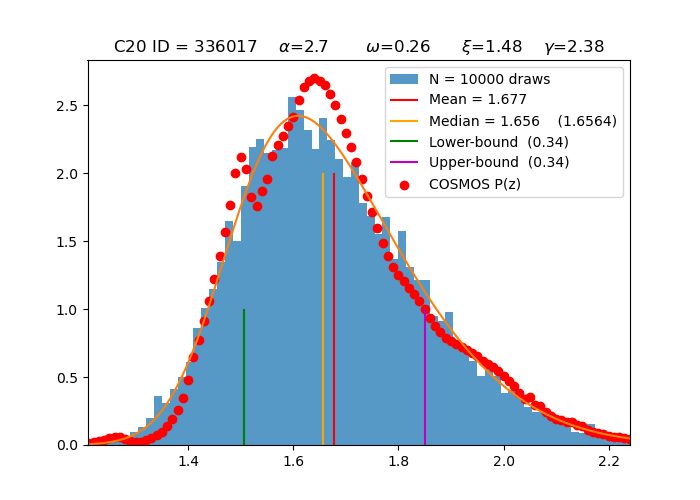 C20 ID = 336017 α=2.7 ω=0.26 ξ=1.48 γ=2.38
N = 10000 draws
Mean = 1.677
Median = 1.656 (1.6564)
Lower-bound (0.34)
Upper-bound (0.34)
COSMOS P(z)
2.5
2.0
1.5
1.0
0.5
0.0
1.4 1.6 1.8 2.0 2.2